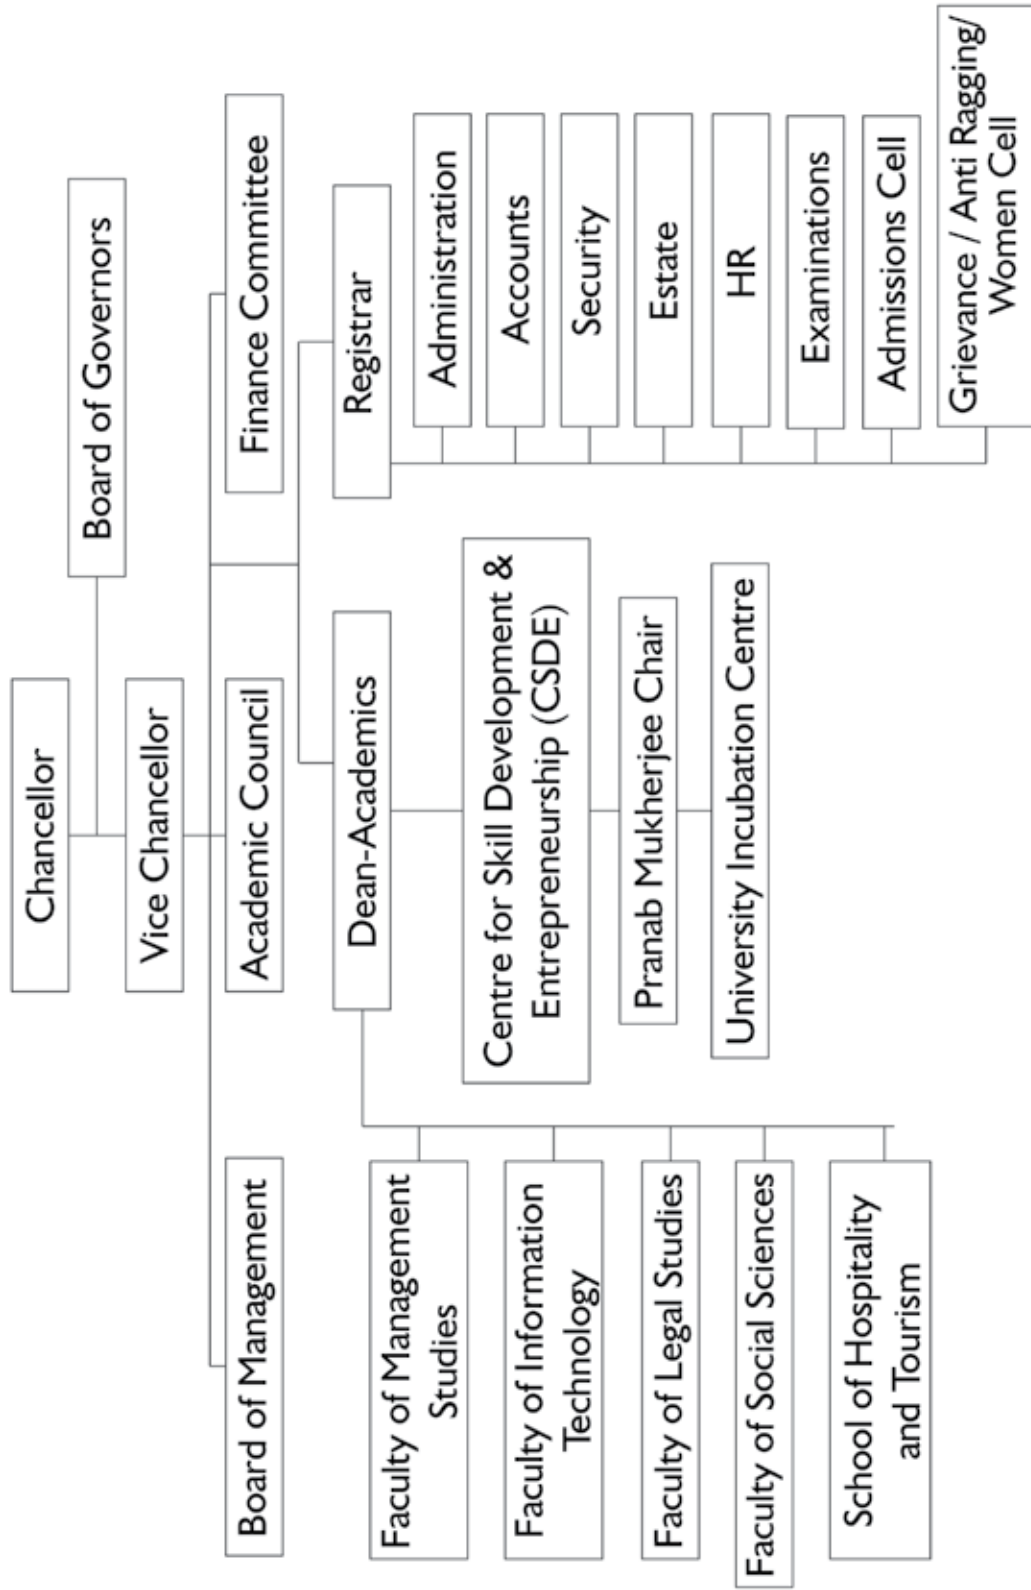 Chancellor
Board of Governors
Vice Chancellor
Board of Management
Academic Council
Finance Committee
Dean-Academics
Registrar
Faculty of Management
Studies
Faculty of Information
Technology
Faculty of Legal Studies
Faculty of Social Sciences
School of Hospitality
and Tourism
Centre for Skill Development &
Entrepreneurship (CSDE)
Pranab Mukherjee Chair
University Incubation Centre
Administration
Accounts
Security
Estate
HR
Examinations
Admissions Cell
Grievance / Anti Ragging/
Women Cell